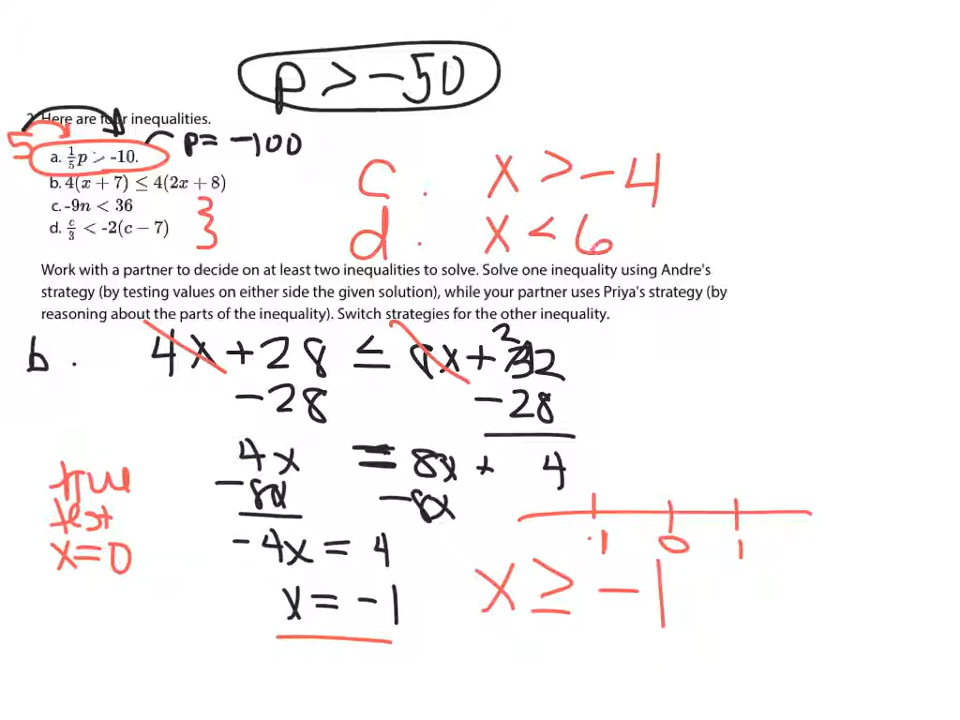 p > -50
2. Here are four inequalities.
5
p = -100
a. 1/5 p > -10.
b. 4(x + 7) ≤ 4(2x + 8)
c. -9n < 36
d. c/3 < -2(c − 7)
c. x > -4
d. x < 6
Work with a partner to decide on at least two inequalities to solve. Solve one inequality using Andre's
strategy (by testing values on either side the given solution), while your partner uses Priya's strategy (by
reasoning about the parts of the inequality). Switch strategies for the other inequality.
b. 4x + 28 ≤ 8x + 32
-28 -28
4x = 8x + 4
-8x -8x
-4x = 4
x = -1
true
test
x = 0
-1 0 1
x ≥ -1